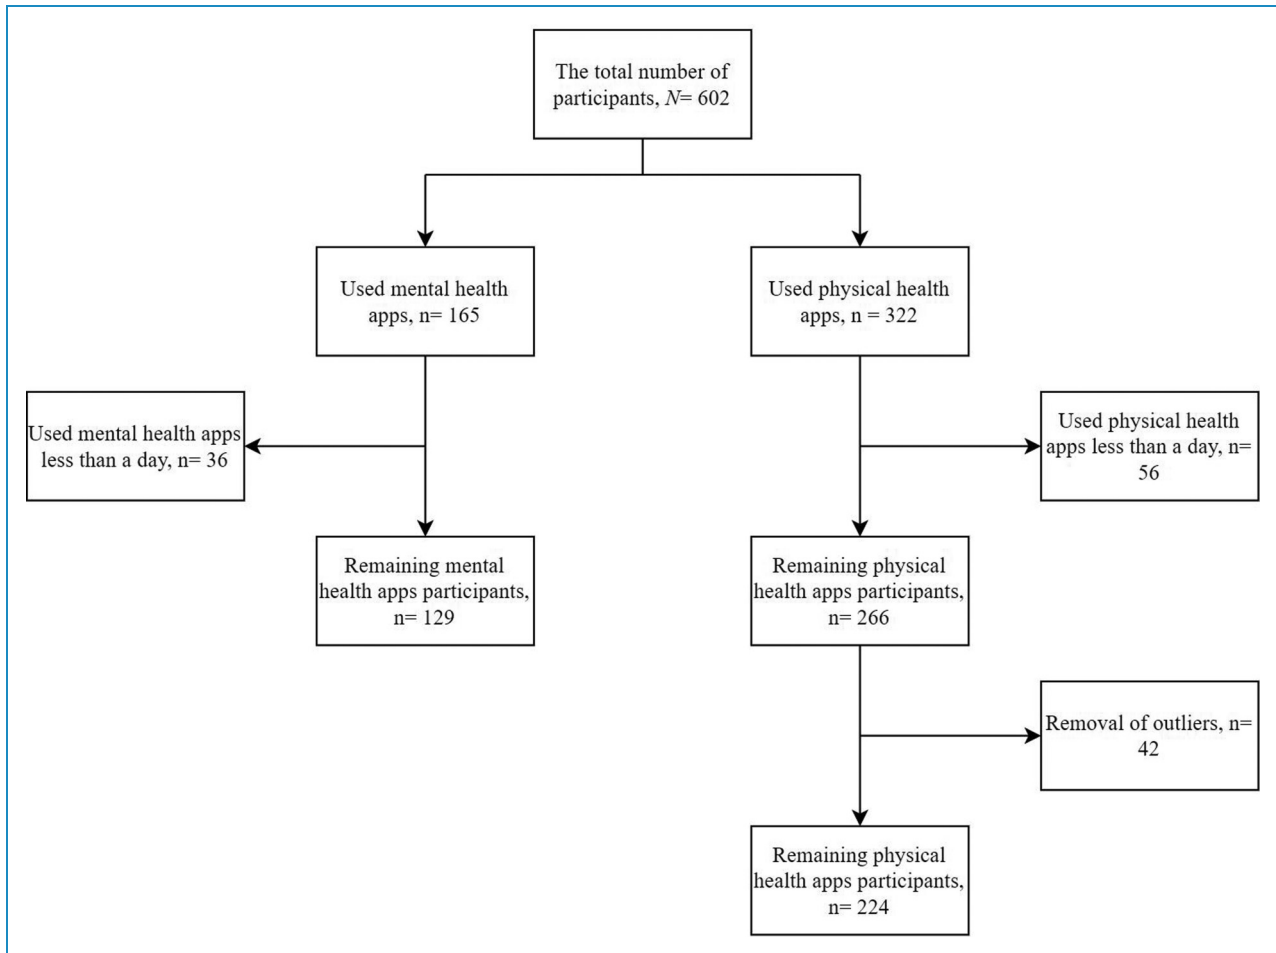 The total number of
participants, N= 602
Used mental health
apps, n= 165
Used physical health
apps, n = 322
Used mental health apps
less than a day, n= 36
Used physical health
apps less than a day, n=
56
Remaining mental
health apps participants,
n= 129
Remaining physical
health apps participants,
n= 266
Removal of outliers, n=
42
Remaining physical
health apps participants,
n= 224